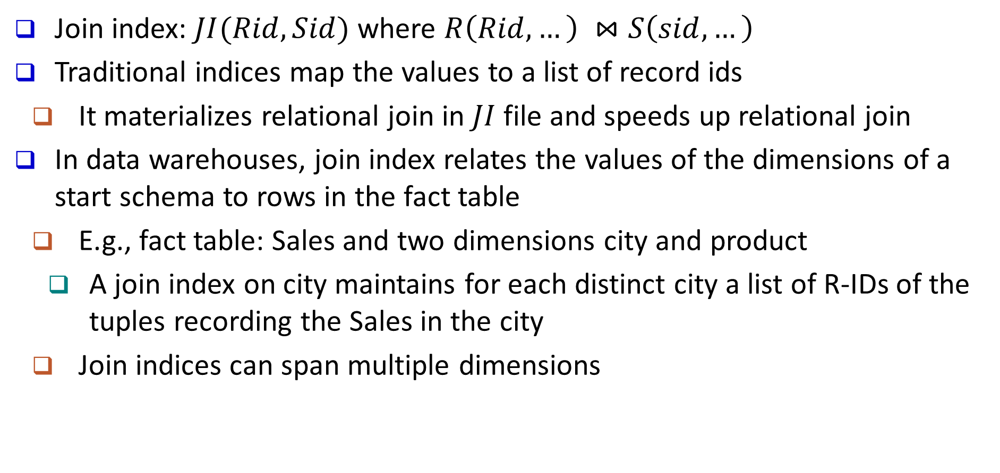 Join index: JI(Rid, Sid) where R(Rid, … ) ⋈ S(sid, … )
Traditional indices map the values to a list of record ids
It materializes relational join in JI file and speeds up relational join
In data warehouses, join index relates the values of the dimensions of a
start schema to rows in the fact table
E.g., fact table: Sales and two dimensions city and product
A join index on city maintains for each distinct city a list of R-IDs of the
tuples recording the Sales in the city
Join indices can span multiple dimensions